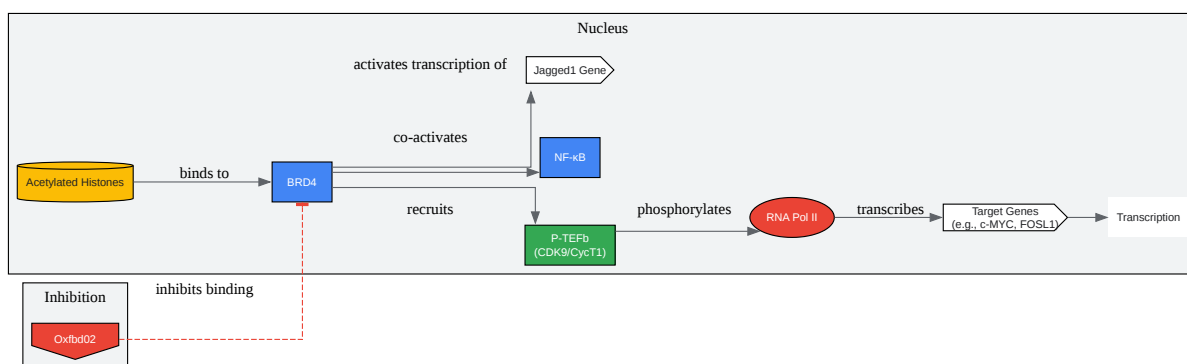 Nucleus
activates transcription of
Jagged1 Gene
co-activates
NF-κB
Acetylated Histones
binds to
BRD4
recruits
P-TEFb
(CDK9/CycT1)
phosphorylates
RNA Pol II
transcribes
Target Genes
(e.g., c-MYC, FOSL1)
Transcription
inhibits binding
Inhibition
Oxfbd02